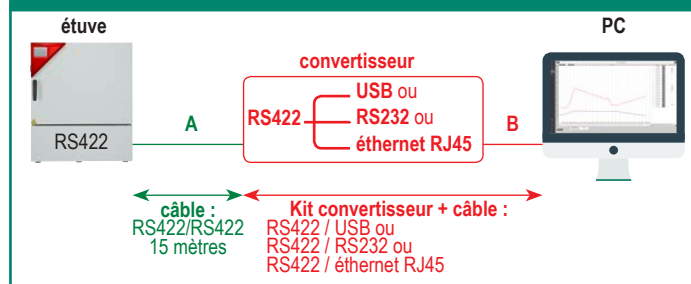 étuve
PC
convertisseur
USB ou
RS422
RS232 ou
éthernet RJ45
RS422
A
B
câble :
RS422/RS422
15 mètres
Kit convertisseur + câble :
RS422 / USB ou
RS422 / RS232 ou
RS422 / éthernet RJ45